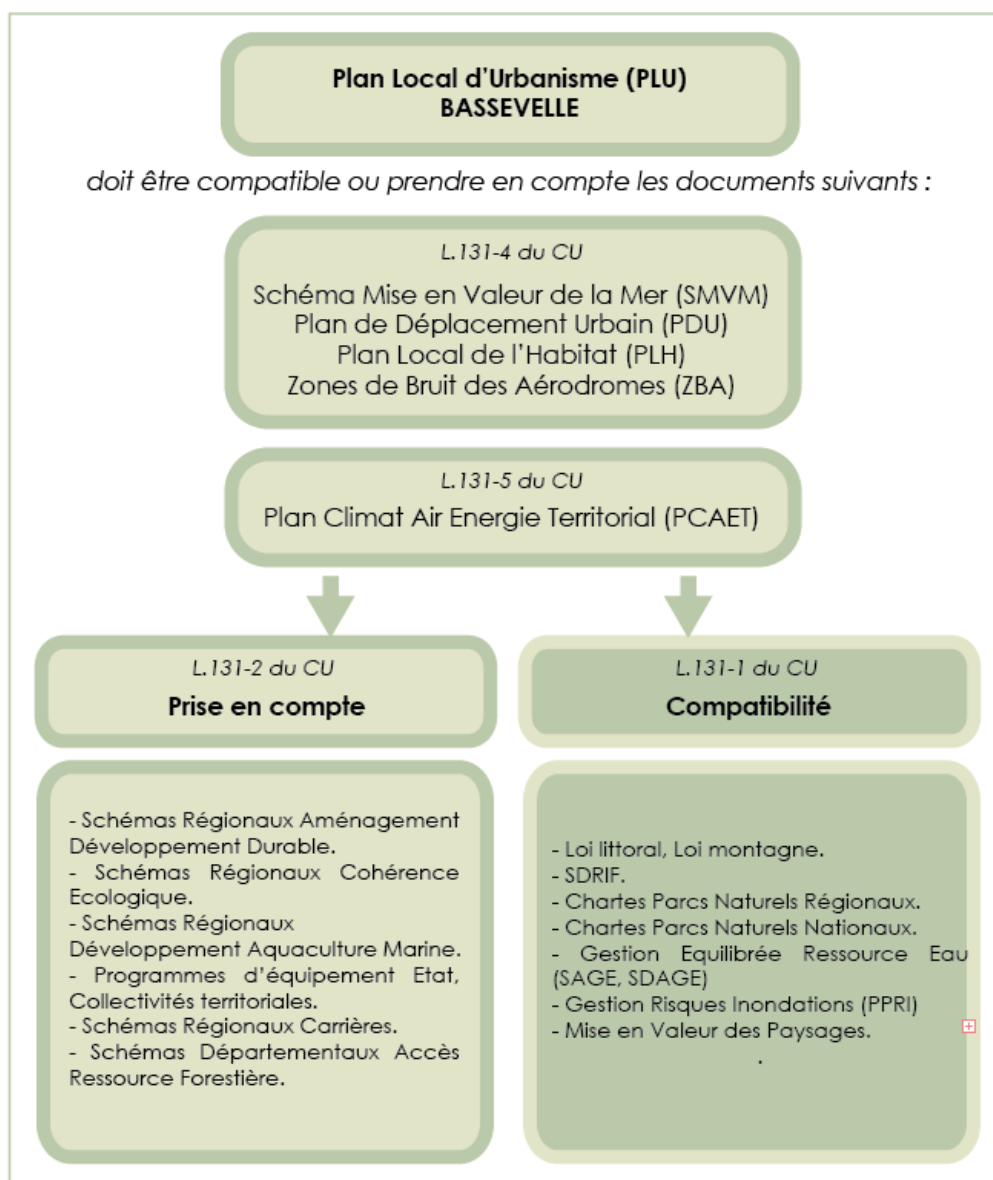 Plan Local d'Urbanisme (PLU)
BASSEVELLE
doit être compatible ou prendre en compte les documents suivants :
L.131-4 du CU
Schéma Mise en Valeur de la Mer (SMVM)
Plan de Déplacement Urbain (PDU)
Plan Local de l'Habitat (PLH)
Zones de Bruit des Aérodromes (ZBA)
L.131-5 du CU
Plan Climat Air Energie Territorial (PCAET)
L.131-2 du CU
Prise en compte
- Schémas Régionaux Aménagement
Développement Durable.
- Schémas Régionaux Cohérence
Ecologique.
- Schémas Régionaux
Développement Aquaculture Marine.
- Programmes d'équipement Etat,
Collectivités territoriales.
- Schémas Régionaux Carrières.
- Schémas Départementaux Accès
Ressource Forestière.
L.131-1 du CU
Compatibilité
- Loi littoral, Loi montagne.
- SDRIF.
- Chartes Parcs Naturels Régionaux.
- Chartes Parcs Naturels Nationaux.
- Gestion Equilibrée Ressource Eau
(SAGE, SDAGE)
- Gestion Risques Inondations (PPRI)
- Mise en Valeur des Paysages.
.